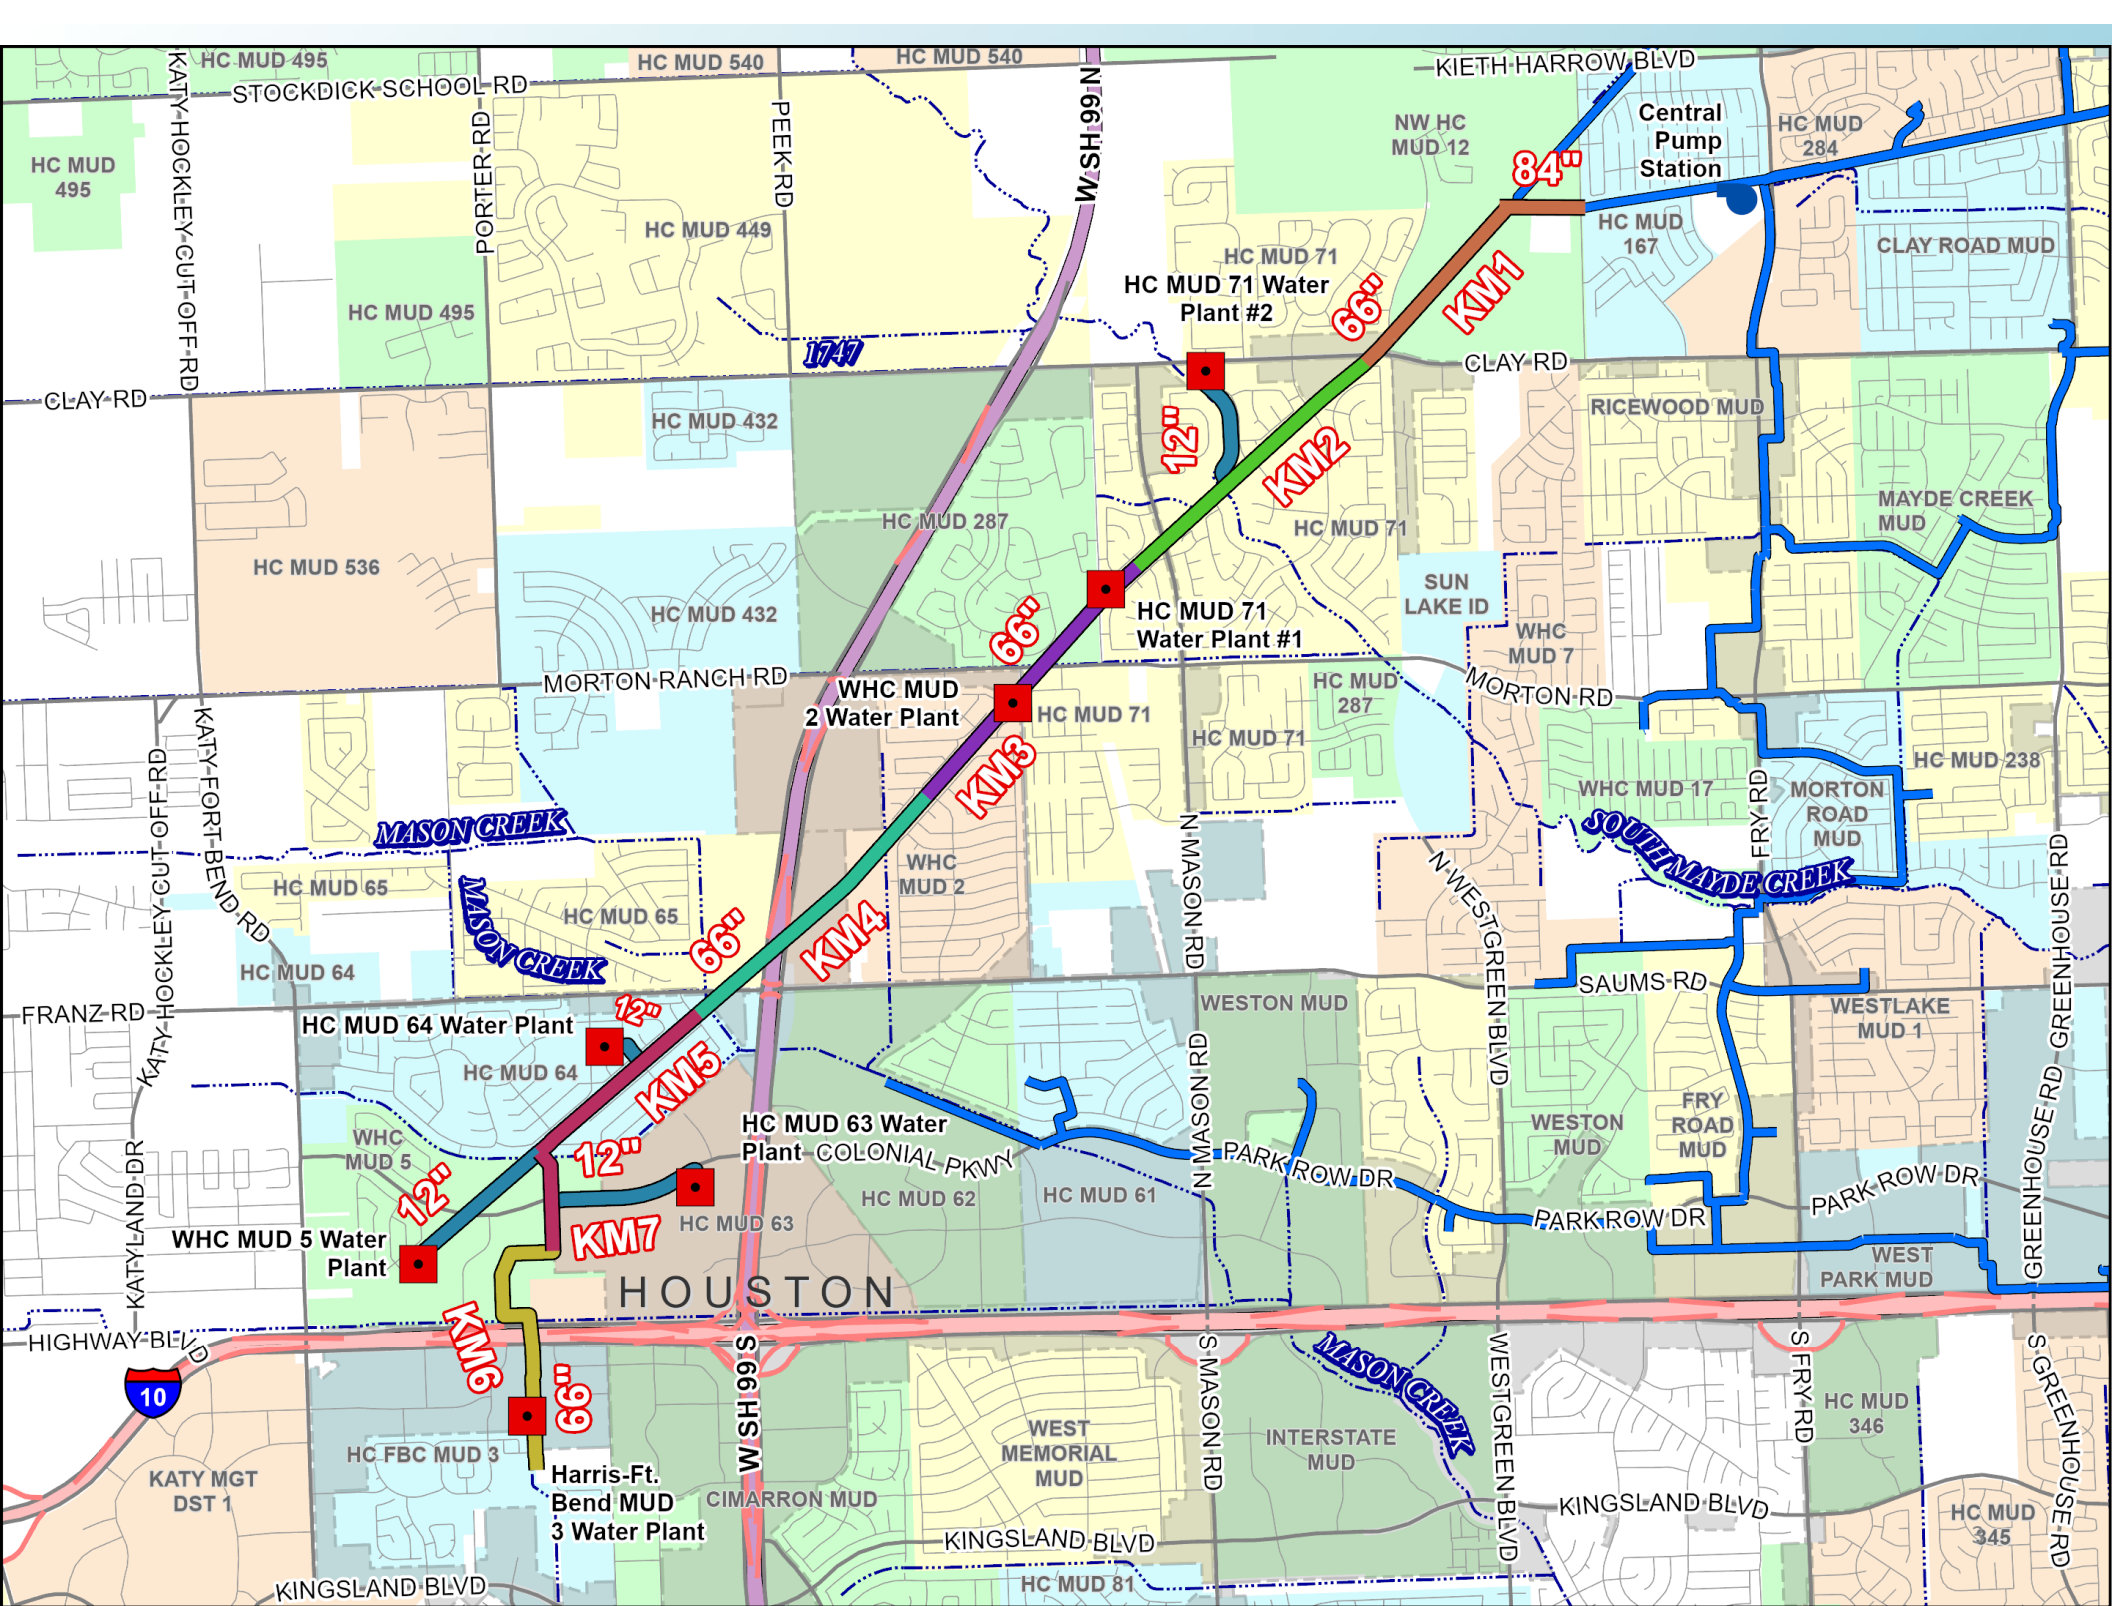 HC MUD 495
HC MUD 540
HC MUD 540
KIETH HARROW BLVD
STOCKDICK SCHOOL RD
KATY-HOCKLEY-CUT-OFF-RD
PORTER RD
PEEK RD
W SH 99 N
HC MUD
495
NW HC
MUD 12
Central
Pump
Station
HC MUD
284
84"
HC MUD 449
HC MUD
167
CLAY ROAD MUD
HC MUD 71
HC MUD 71 Water
Plant #2
66"
KM1
HC MUD 495
1747
CLAY RD
CLAY RD
HC MUD 432
12"
KM2
RICEWOOD MUD
HC MUD 287
HC MUD 71
MAYDE CREEK
MUD
HC MUD 536
HC MUD 432
SUN
LAKE ID
66"
HC MUD 71
Water Plant #1
WHC
MUD 7
MORTON RANCH RD
WHC MUD
2 Water Plant
HC MUD 71
HC MUD
287
MORTON RD
HC MUD 71
KM3
KATY-HOCKLEY-CUT-OFF-RD
KATY-FORT-BEND RD
WHC MUD 17
FRY RD
MORTON
ROAD
MUD
HC MUD 238
MASON CREEK
SOUTH MAYDE CREEK
N MASON RD
N WESTGREEN BLVD
GREENHOUSE RD
HC MUD 65
MASON CREEK
HC MUD 65
WHC
MUD 2
66"
KM4
HC MUD 64
SAUMS RD
FRANZ RD
12"
HC MUD 64 Water Plant
WESTON MUD
WESTLAKE
MUD 1
HC MUD 64
KM5
N MASON RD
WHC
MUD 5
HC MUD 63 Water
Plant
COLONIAL PKWY
WESTON
MUD
FRY
ROAD
MUD
KATYLAND DR
12"
12"
PARK ROW DR
HC MUD 62
HC MUD 61
PARK ROW DR
PARK ROW DR
GREENHOUSE RD
WHC MUD 5 Water
Plant
KM7
HC MUD 63
WEST
PARK MUD
HOUSTON
HIGHWAY BLVD
KM6
66"
W SH 99 S
S MASON RD
MASON CREEK
WESTGREEN BLVD
S FRY RD
S GREENHOUSE RD
10
HC MUD
346
HC FBC MUD 3
WEST
MEMORIAL
MUD
INTERSTATE
MUD
KATY MGT
DST 1
Harris-Ft.
Bend MUD
3 Water Plant
CIMARRON MUD
KINGSLAND BLVD
HC MUD
345
KINGSLAND BLVD
KINGSLAND BLVD
HC MUD 81